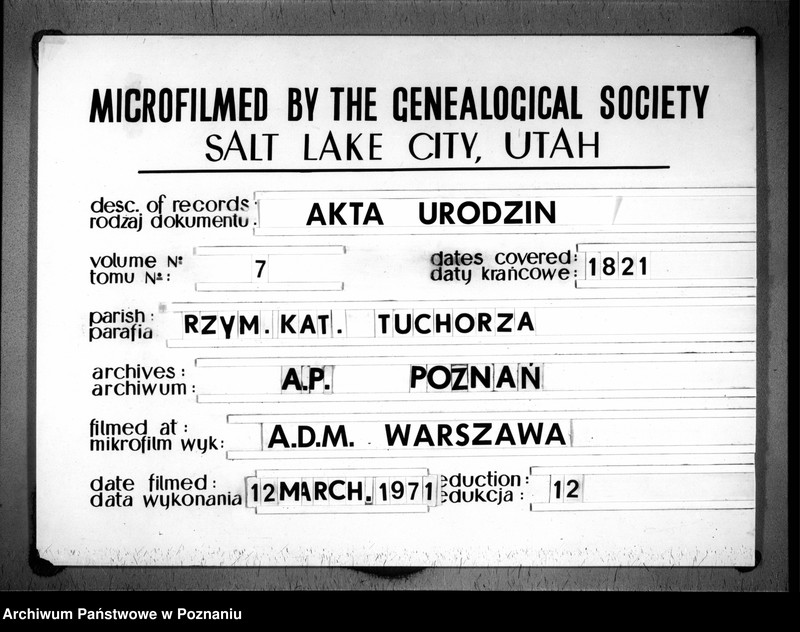 MICROFILMED BY THE GENEALOGICAL SOCIETY
SALT LAKE CITY, UTAH
desc. of records:
rodzaj dokumentu: AKTA URODZIN
volume No
tomu No: 7
dates covered:
daty krańcowe: 1821
parish:
parafia RZYM. KAT. TUCHORZA
archives:
archiwum: A.P. POZNAŃ
filmed at:
mikrofilm wyk: A.D.M. WARSZAWA
date filmed:
data wykonania 12 MARCH. 1971
eduction:
edukcja: 12
Archiwum Państwowe w Poznaniu